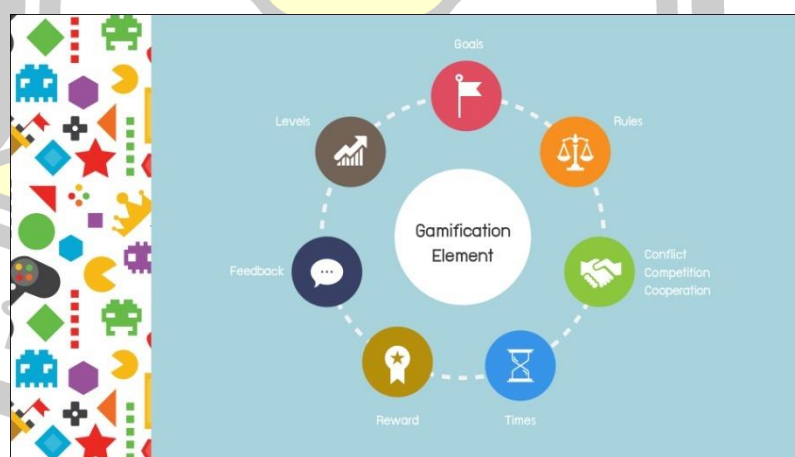 Goals
Levels
Rules
Gamification
Element
Feedback
Conflict
Competition
Cooperation
Reward
Times